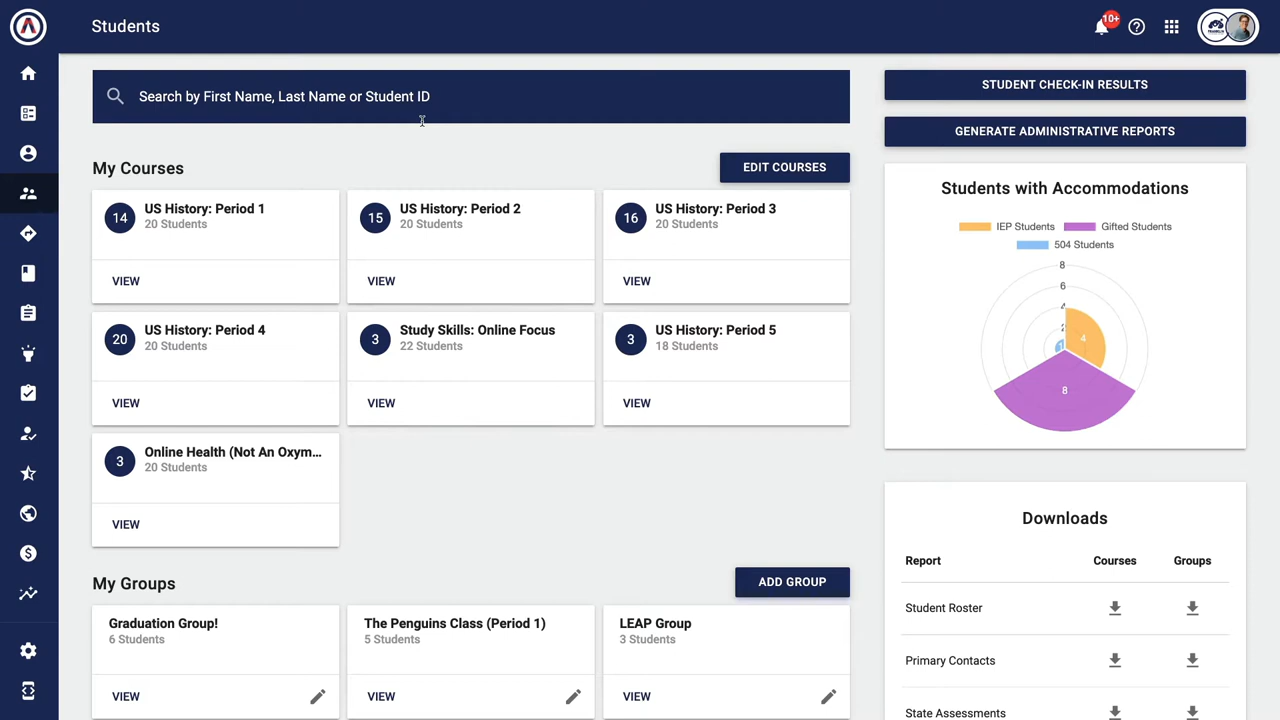 Students
10+
Search by First Name, Last Name or Student ID
STUDENT CHECK-IN RESULTS
GENERATE ADMINISTRATIVE REPORTS
My Courses
EDIT COURSES
14
US History: Period 1
20 Students
VIEW
15
US History: Period 2
20 Students
VIEW
16
US History: Period 3
20 Students
VIEW
20
US History: Period 4
20 Students
VIEW
3
Study Skills: Online Focus
22 Students
VIEW
3
US History: Period 5
18 Students
VIEW
3
Online Health (Not An Oxym...
20 Students
VIEW
My Groups
ADD GROUP
Graduation Group!
6 Students
VIEW
The Penguins Class (Period 1)
5 Students
VIEW
LEAP Group
3 Students
VIEW
Students with Accommodations
IEP Students
Gifted Students
504 Students
8
6
4
2
1
4
8
Downloads
Report Courses Groups
Student Roster
Primary Contacts
State Assessments